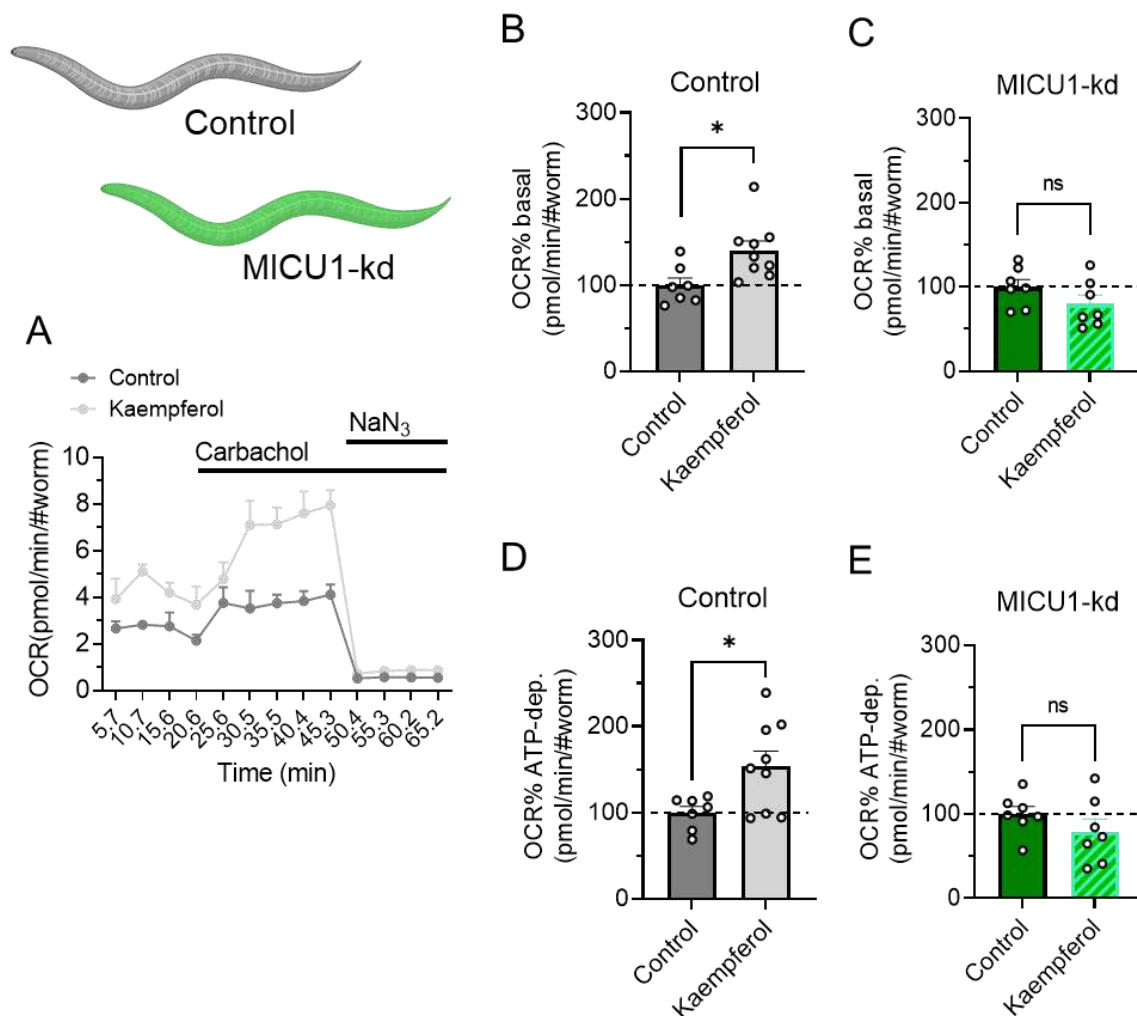 Control
MICU1-kd
A
Control
Kaempferol
NaN₃
Carbachol
OCR(pmol/min/#worm)
10
8
6
4
2
0
5.7
10.7
15.6
20.6
25.6
30.5
35.5
40.4
45.3
50.4
55.3
60.2
65.2
Time (min)
B
Control
OCR% basal
(pmol/min/#worm)
300
200
100
0
*
Control
Kaempferol
C
MICU1-kd
OCR% basal
(pmol/min/#worm)
300
200
100
0
ns
Control
Kaempferol
D
Control
OCR% ATP-dep.
(pmol/min/#worm)
300
200
100
0
*
Control
Kaempferol
E
MICU1-kd
OCR% ATP-dep.
(pmol/min/#worm)
300
200
100
0
ns
Control
Kaempferol